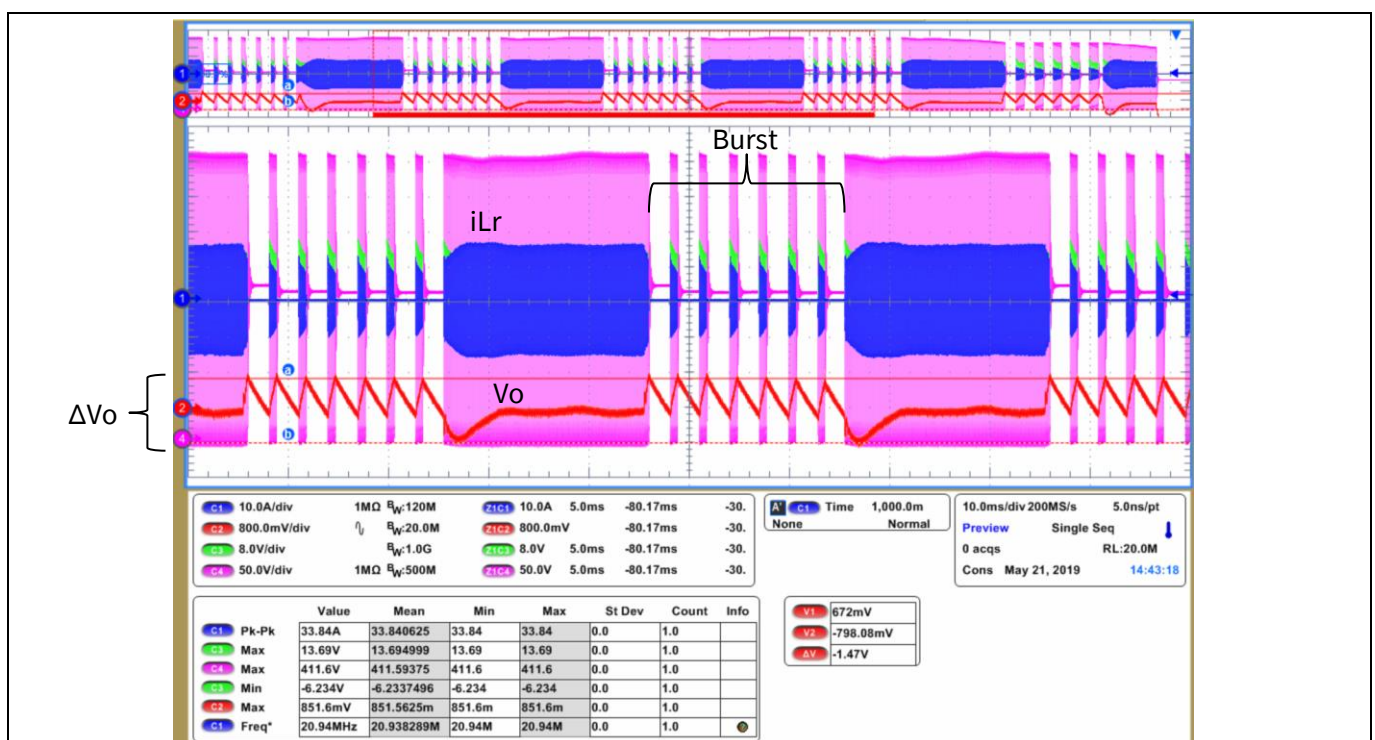 1
2
a
b
Burst
iLr
1
a
Vo
ΔVo
2
4
b
C1 10.0A/div 1MΩ BW:120M Z1C1 10.0A 5.0ms -80.17ms -30.
C2 800.0mV/div BW:20.0M Z1C2 800.0mV 5.0ms -80.17ms -30.
C3 8.0V/div BW:1.0G Z1C3 8.0V 5.0ms -80.17ms -30.
C4 50.0V/div 1MΩ BW:500M Z1C4 50.0V 5.0ms -80.17ms -30.
A' C1 Time 1,000.0m
None Normal
10.0ms/div 200MS/s 5.0ns/pt
Preview Single Seq
0 acqs RL:20.0M
Cons May 21, 2019 14:43:18
Value Mean Min Max St Dev Count Info
C1 Pk-Pk 33.84A 33.840625 33.84 33.84 0.0 1.0
C3 Max 13.69V 13.694999 13.69 13.69 0.0 1.0
C4 Max 411.6V 411.59375 411.6 411.6 0.0 1.0
C3 Min -6.234V -6.2337496 -6.234 -6.234 0.0 1.0
C2 Max 851.6mV 851.5625m 851.6m 851.6m 0.0 1.0
C1 Freq* 20.94MHz 20.938289M 20.94M 20.94M 0.0 1.0
V1 672mV
V2 -798.08mV
ΔV -1.47V